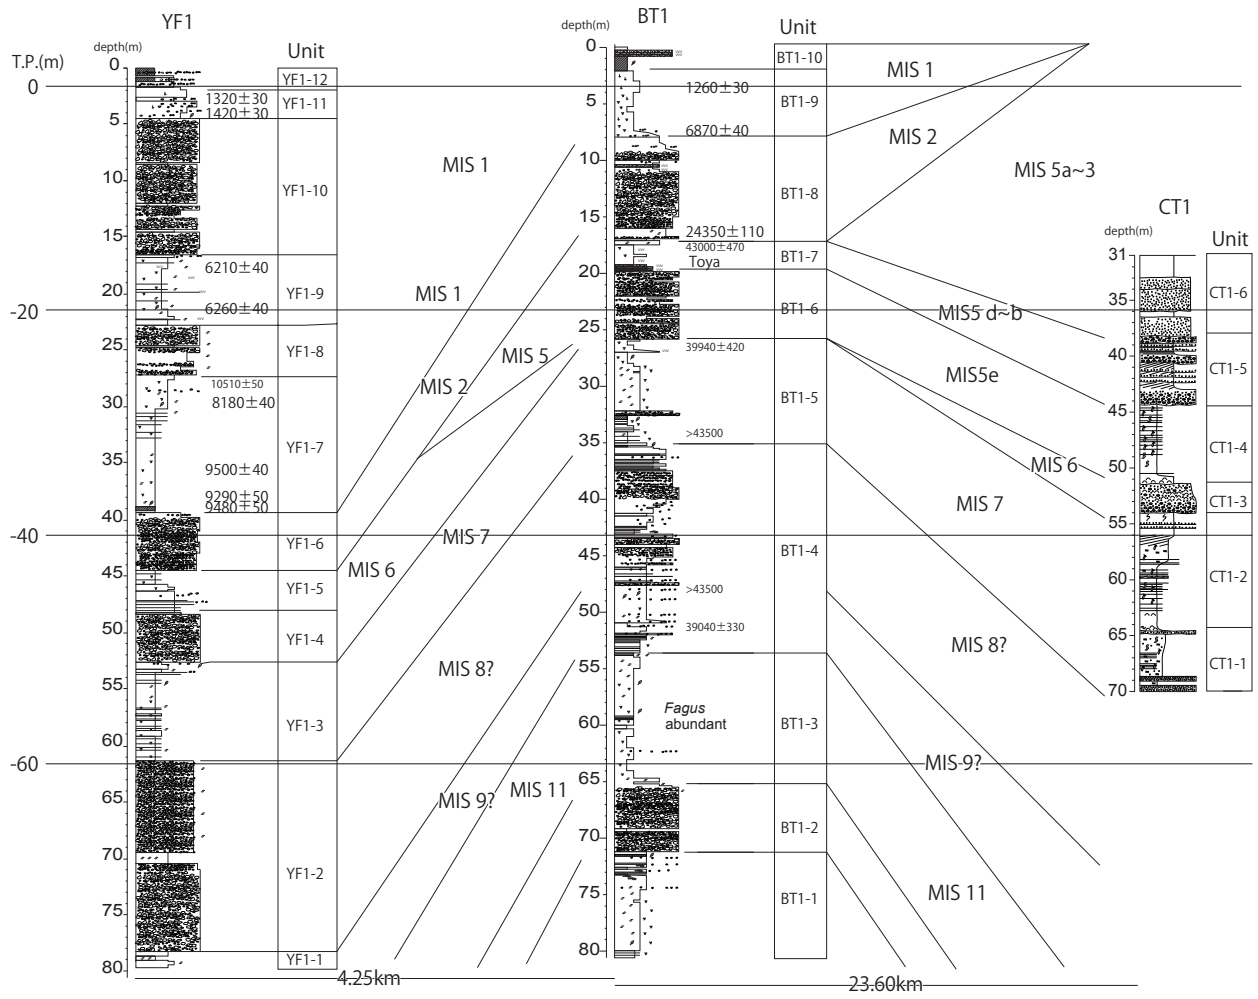 YF1
depth(m)
Unit
T.P.(m)
0
-20
-40
-60
0
5
10
15
20
25
30
35
40
45
50
55
60
65
70
75
80
1320±30
1420±30
6210±40
6260±40
10510±50
8180±40
9500±40
9290±50
9480±50
YF1-12
YF1-11
YF1-10
YF1-9
YF1-8
YF1-7
YF1-6
YF1-5
YF1-4
YF1-3
YF1-2
YF1-1
MIS 1
MIS 1
MIS 5
MIS 2
MIS 7
MIS 6
MIS 8?
MIS 9?
MIS 11
4.25km
BT1
depth(m)
Unit
0
5
10
15
20
25
30
35
40
45
50
55
60
65
70
75
80
1260±30
6870±40
24350±110
43000±470
Toya
39940±420
>43500
>43500
39040±330
Fagus
abundant
BT1-10
BT1-9
BT1-8
BT1-7
BT1-6
BT1-5
BT1-4
BT1-3
BT1-2
BT1-1
MIS 1
MIS 2
MIS 5a~3
MIS5 d~b
MIS5e
MIS 6
MIS 7
MIS 8?
MIS 9?
MIS 11
23.60km
CT1
depth(m)
Unit
31
35
40
45
50
55
60
65
70
CT1-6
CT1-5
CT1-4
CT1-3
CT1-2
CT1-1